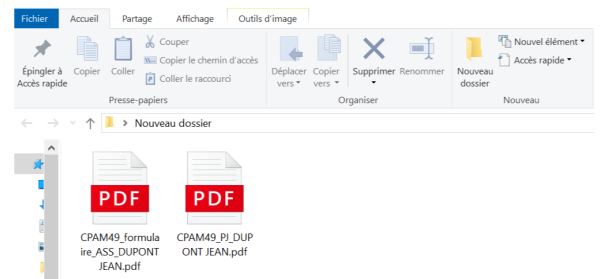 Fichier Accueil Partage Affichage Outils d'image
Épingler à
Accès rapide
Copier
Coller
Couper
Copier le chemin d'accès
Coller le raccourci
Presse-papiers
Déplacer
vers
Copier
vers
Supprimer
Renommer
Organiser
Nouveau
dossier
Nouvel élément
Accès rapide
Nouveau
Nouveau dossier
PDF
CPAM49_formula
ire_ASS_DUPONT
JEAN.pdf
PDF
CPAM49_PJ_DUP
ONT JEAN.pdf